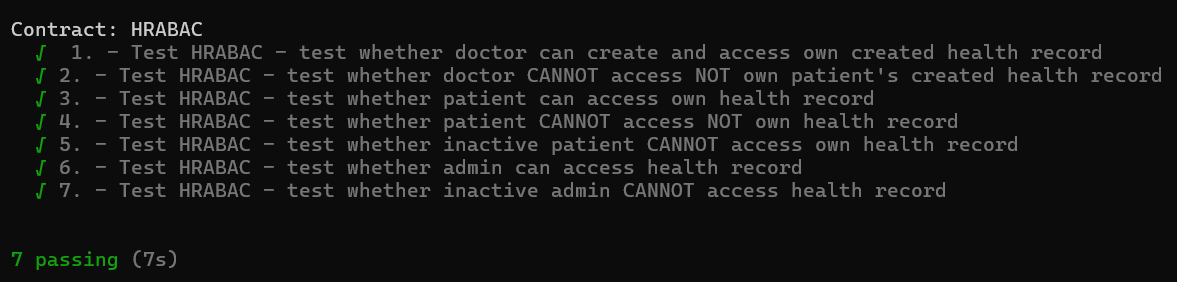 Contract: HRABAC
√ 1. - Test HRABAC - test whether doctor can create and access own created health record
√ 2. - Test HRABAC - test whether doctor CANNOT access NOT own patient's created health record
√ 3. - Test HRABAC - test whether patient can access own health record
√ 4. - Test HRABAC - test whether patient CANNOT access NOT own health record
√ 5. - Test HRABAC - test whether inactive patient CANNOT access own health record
√ 6. - Test HRABAC - test whether admin can access health record
√ 7. - Test HRABAC - test whether inactive admin CANNOT access health record
7 passing (7s)